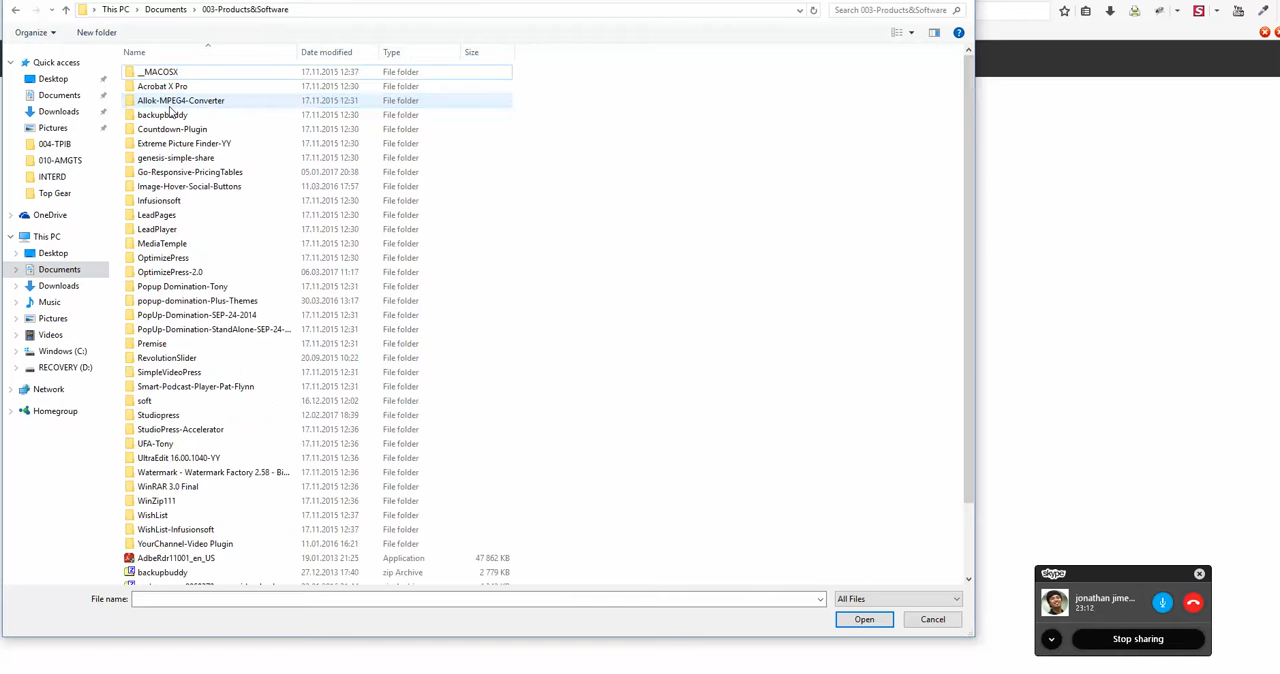 This PC > Documents > 003-Products&Software
Search 003-Products&Software
Organize
New folder
Name Date modified Type Size
Quick access
Desktop
Documents
Downloads
Pictures
004-TPIB
010-AMGTS
INTERD
Top Gear
OneDrive
This PC
Desktop
Documents
Downloads
Music
Pictures
Videos
Windows (C:)
RECOVERY (D:)
Network
Homegroup
__MACOSX 17.11.2015 12:37 File folder
Acrobat X Pro 17.11.2015 12:30 File folder
Allok-MPEG4-Converter 17.11.2015 12:31 File folder
backupbuddy 17.11.2015 12:30 File folder
Countdown-Plugin 17.11.2015 12:30 File folder
Extreme Picture Finder-YY 17.11.2015 12:30 File folder
genesis-simple-share 17.11.2015 12:30 File folder
Go-Responsive-PricingTables 05.01.2017 20:38 File folder
Image-Hover-Social-Buttons 11.03.2016 17:57 File folder
Infusionsoft 17.11.2015 12:30 File folder
LeadPages 17.11.2015 12:30 File folder
LeadPlayer 17.11.2015 12:30 File folder
MediaTemple 17.11.2015 12:30 File folder
OptimizePress 17.11.2015 12:30 File folder
OptimizePress-2.0 06.03.2017 11:17 File folder
Popup Domination-Tony 17.11.2015 12:31 File folder
popup-domination-Plus-Themes 30.03.2016 13:17 File folder
PopUp-Domination-SEP-24-2014 17.11.2015 12:31 File folder
PopUp-Domination-StandAlone-SEP-24-... 17.11.2015 12:31 File folder
Premise 17.11.2015 12:31 File folder
RevolutionSlider 20.09.2015 10:22 File folder
SimpleVideoPress 17.11.2015 12:31 File folder
Smart-Podcast-Player-Pat-Flynn 17.11.2015 12:31 File folder
soft 16.12.2015 12:02 File folder
Studiopress 12.02.2017 18:39 File folder
StudioPress-Accelerator 17.11.2015 12:36 File folder
UFA-Tony 17.11.2015 12:36 File folder
UltraEdit 16.00.1040-YY 17.11.2015 12:36 File folder
Watermark - Watermark Factory 2.58 - Bi... 17.11.2015 12:36 File folder
WinRAR 3.0 Final 17.11.2015 12:36 File folder
WinZip111 17.11.2015 12:36 File folder
WishList 17.11.2015 12:37 File folder
WishList-Infusionsoft 17.11.2015 12:37 File folder
YourChannel-Video Plugin 11.01.2016 16:21 File folder
AdbeRdr11001_en_US 19.01.2013 21:25 Application 47 862 KB
backupbuddy 27.12.2013 17:40 zip Archive 2 779 KB
File name:
All Files
Open
Cancel
skype
jonathan jime...
23:12
Stop sharing